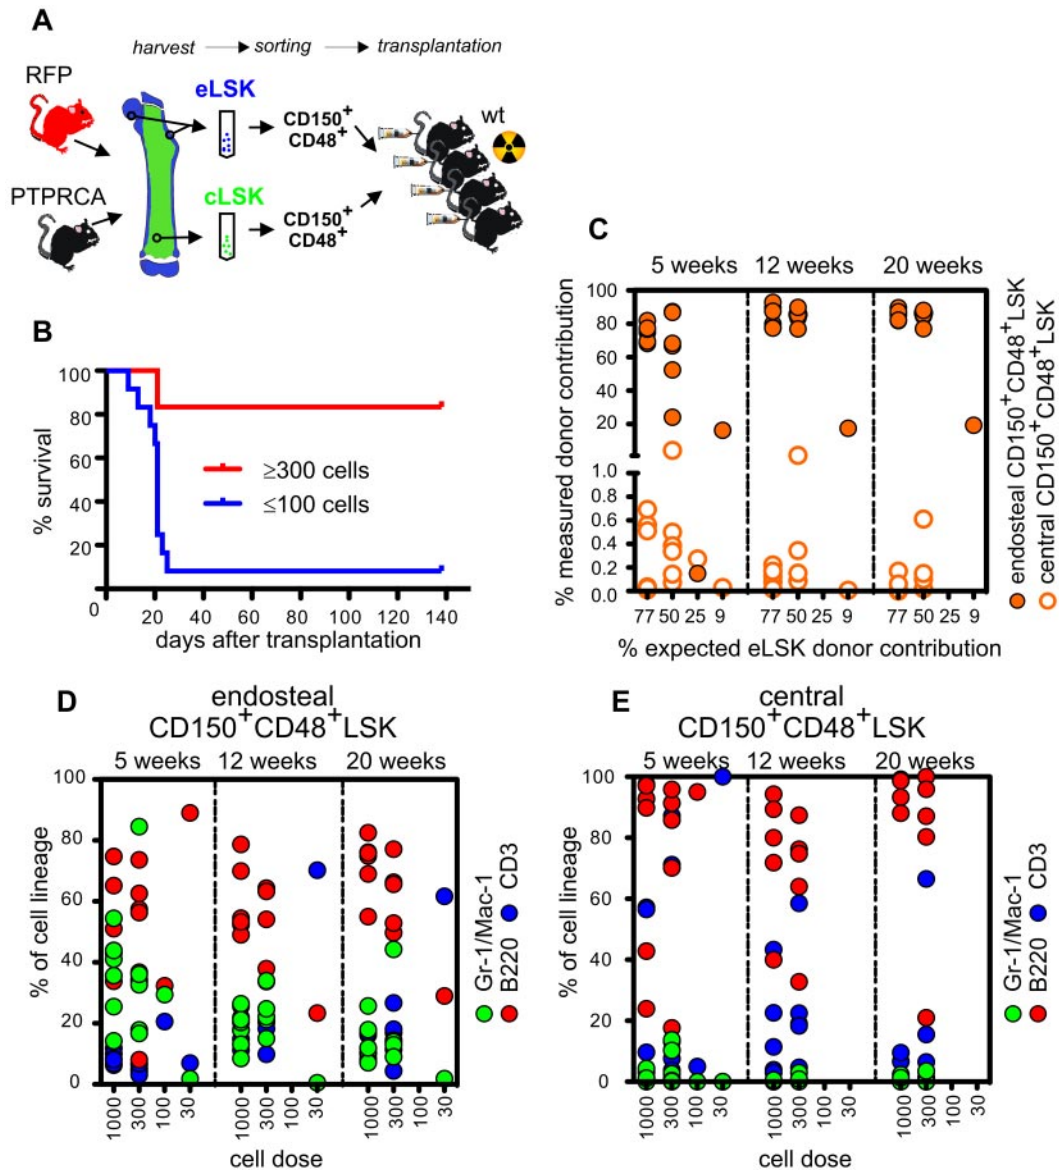 A
harvest sorting transplantation
RFP
eLSK
CD150+
CD48+
wt
PTPRCA
cLSK
CD150+
CD48+
B
100
80
60
40
20
0 20 40 60 80 100 120 140
% survival
≥300 cells
≤100 cells
days after transplantation
C
5 weeks 12 weeks 20 weeks
100
80
60
40
20
1.0
0.8
0.6
0.4
0.2
0.0
77 50 25 9 77 50 25 9 77 50 25 9
% measured donor contribution
% expected eLSK donor contribution
endosteal CD150+CD48+LSK
central CD150+CD48+LSK
D
endosteal
CD150+CD48+LSK
5 weeks 12 weeks 20 weeks
100
80
60
40
20
0
1000 300 100 30 1000 300 100 30 1000 300 100 30
% of cell lineage
cell dose
Gr-1/Mac-1
B220 CD3
E
central
CD150+CD48+LSK
5 weeks 12 weeks 20 weeks
100
80
60
40
20
0
1000 300 100 30 1000 300 100 30 1000 300 100 30
% of cell lineage
cell dose
Gr-1/Mac-1
B220 CD3